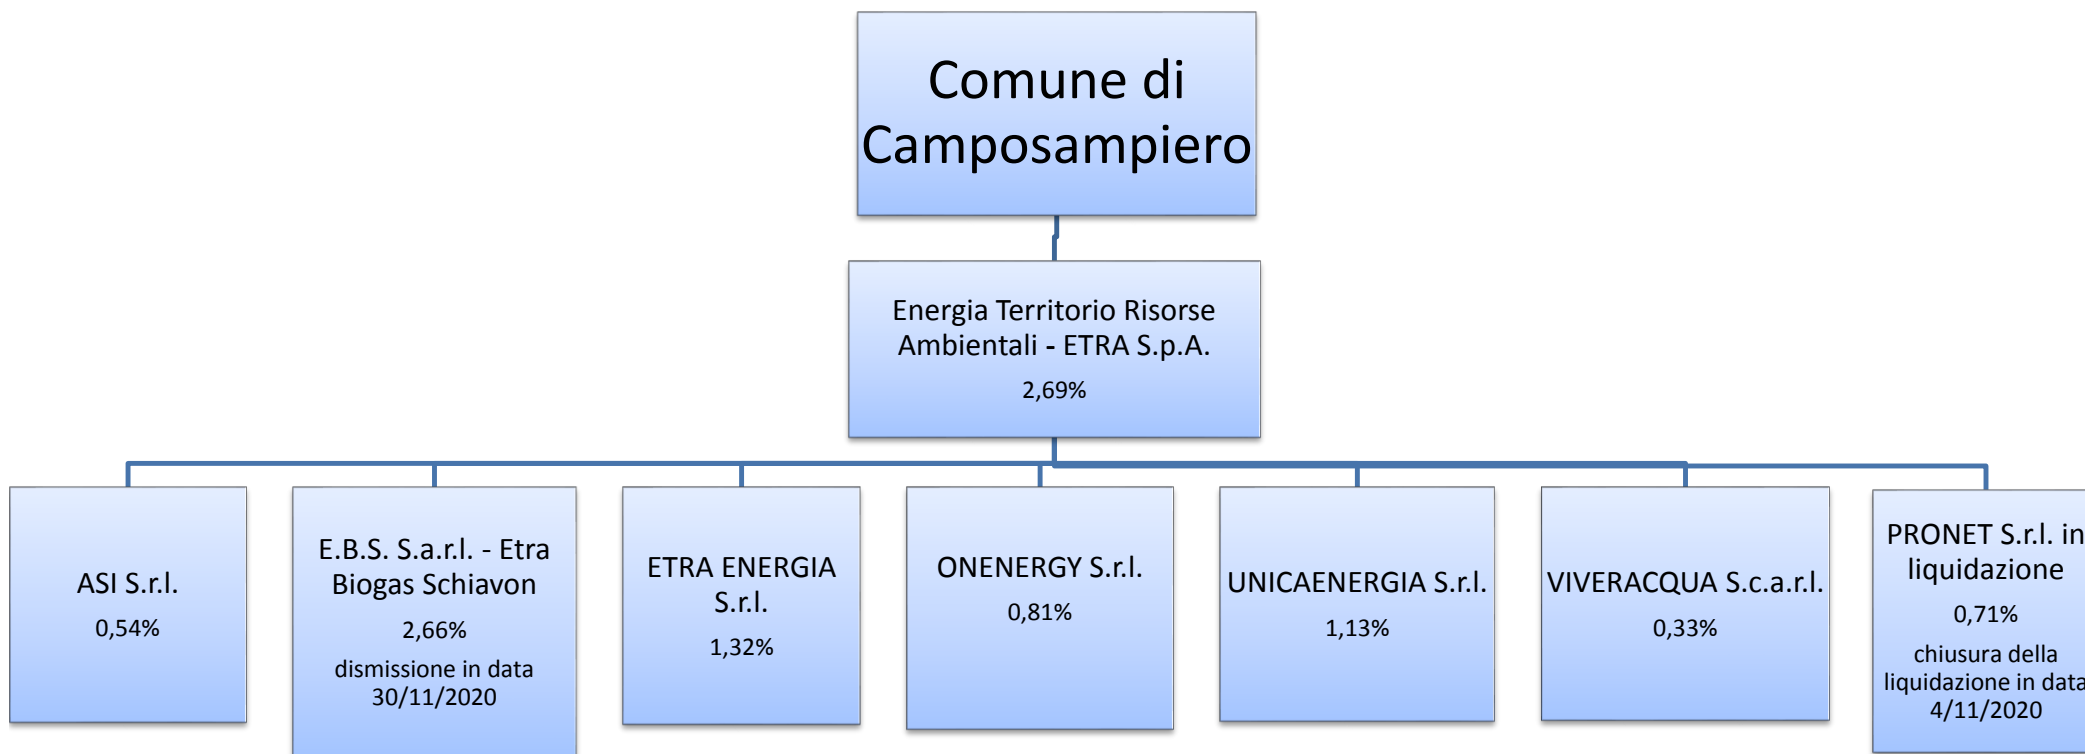 Comune di
Camposampiero
Energia Territorio Risorse
Ambientali - ETRA S.p.A.
2,69%
ASI S.r.l.
0,54%
E.B.S. S.a.r.l. - Etra
Biogas Schiavon
2,66%
dismissione in data
30/11/2020
ETRA ENERGIA
S.r.l.
1,32%
ONENERGY S.r.l.
0,81%
UNICAENERGIA S.r.l.
1,13%
VIVERACQUA S.c.a.r.l.
0,33%
PRONET S.r.l. in
liquidazione
0,71%
chiusura della
liquidazione in data
4/11/2020